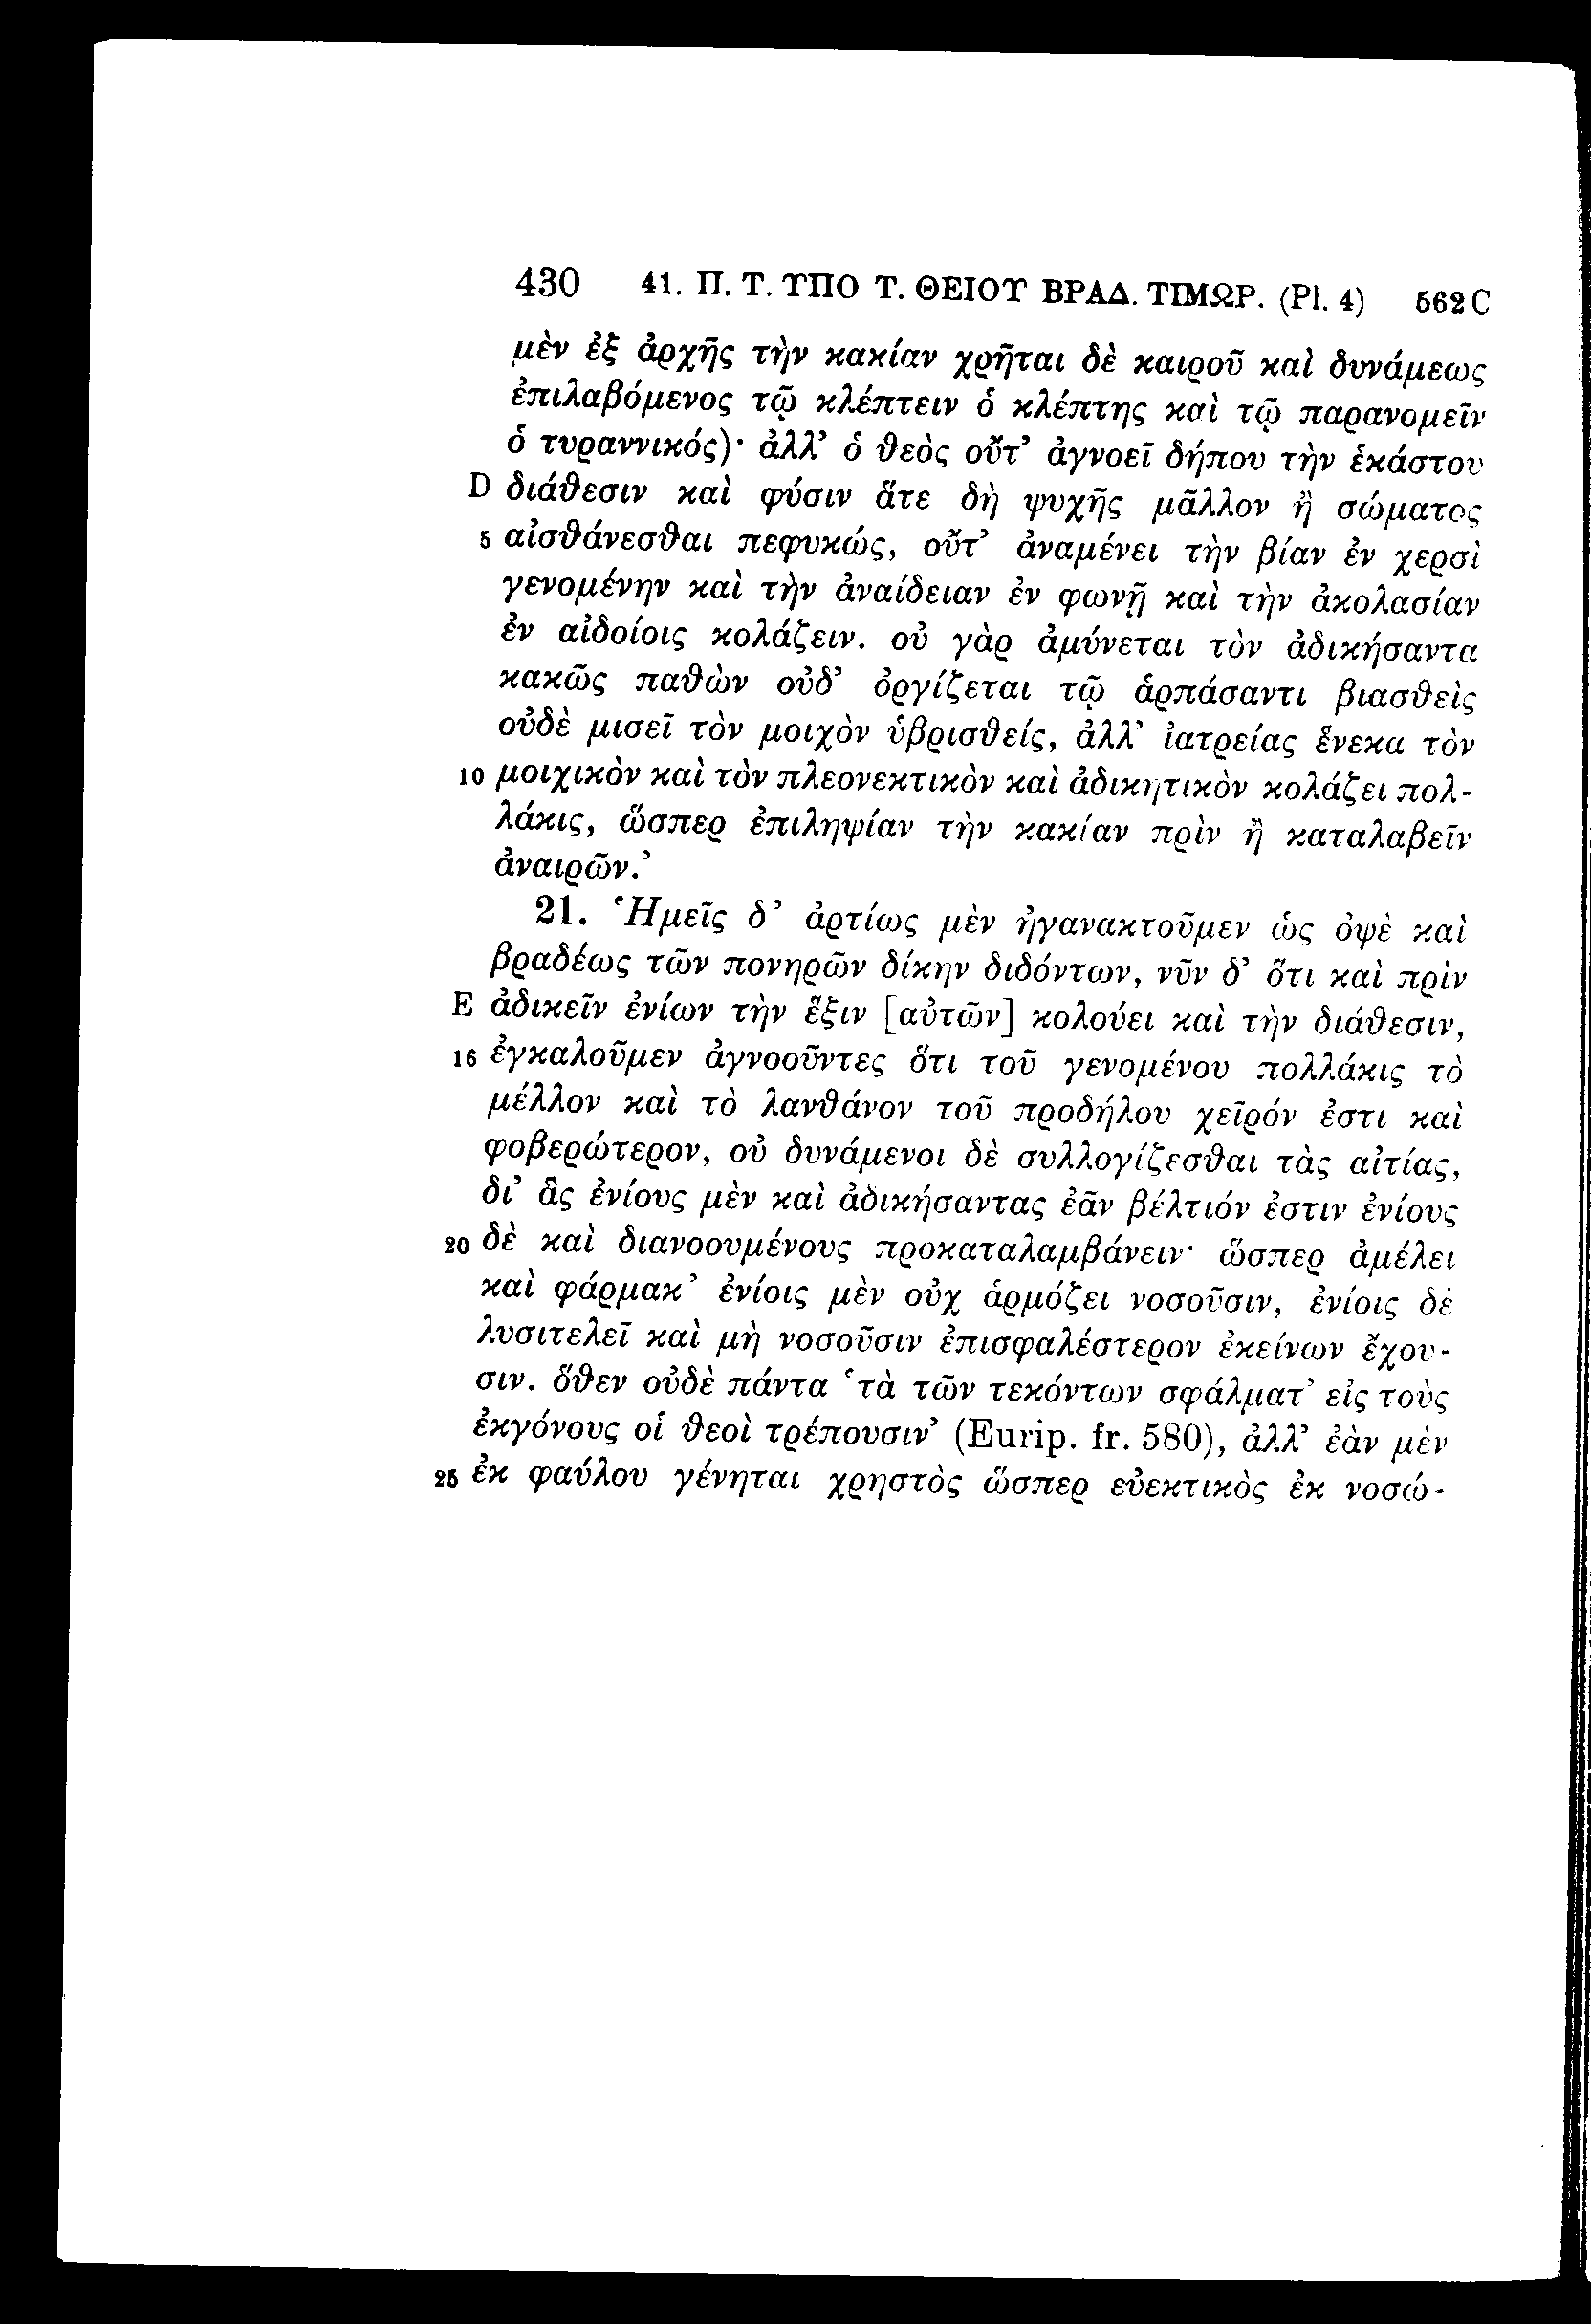 430 41. Π. Τ. ΥΠΟ Τ. ΘΕΙΟΥ ΒΡΑΔ. ΤΙΜΩΡ. (Pl. 4) 562 C
μὲν ἐξ ἀρχῆς τὴν κακίαν χρῆται δὲ καιροῦ καὶ δυνάμεως
ἐπιλαβόμενος τῷ κλέπτειν ὁ κλέπτης καὶ τῷ παρανομεῖν
ὁ τυραννικός)· ἀλλ’ ὁ θεὸς οὔτ’ ἀγνοεῖ δήπου τὴν ἑκάστου
D διάθεσιν καὶ φύσιν ἅτε δὴ ψυχῆς μᾶλλον ἢ σώματος
5 αἰσθάνεσθαι πεφυκώς, οὔτ’ ἀναμένει τὴν βίαν ἐν χερσὶ
γενομένην καὶ τὴν ἀναίδειαν ἐν φωνῇ καὶ τὴν ἀκολασίαν
ἐν αἰδοίοις κολάζειν. οὐ γὰρ ἀμύνεται τὸν ἀδικήσαντα
κακῶς παθὼν οὐδ’ ὀργίζεται τῷ ἁρπάσαντι βιασθεὶς
οὐδὲ μισεῖ τὸν μοιχὸν ὑβρισθείς, ἀλλ’ ἰατρείας ἕνεκα τὸν
10 μοιχικὸν καὶ τὸν πλεονεκτικὸν καὶ ἀδικητικὸν κολάζει πολ-
λάκις, ὥσπερ ἐπιληψίαν τὴν κακίαν πρὶν ἢ καταλαβεῖν
ἀναιρῶν.’
21. Ἡμεῖς δ’ ἀρτίως μὲν ἠγανακτοῦμεν ὡς ὀψὲ καὶ
βραδέως τῶν πονηρῶν δίκην διδόντων, νῦν δ’ ὅτι καὶ πρὶν
E ἀδικεῖν ἐνίων τὴν ἕξιν [αὐτῶν] κολούει καὶ τὴν διάθεσιν,
16 ἐγκαλοῦμεν ἀγνοοῦντες ὅτι τοῦ γενομένου πολλάκις τὸ
μέλλον καὶ τὸ λανθάνον τοῦ προδήλου χεῖρόν ἐστι καὶ
φοβερώτερον, οὐ δυνάμενοι δὲ συλλογίζεσθαι τὰς αἰτίας,
δι’ ἃς ἐνίους μὲν καὶ ἀδικήσαντας ἐᾶν βέλτιόν ἐστιν ἐνίους
20 δὲ καὶ διανοουμένους προκαταλαμβάνειν· ὥσπερ ἀμέλει
καὶ φάρμακ’ ἐνίοις μὲν οὐχ ἁρμόζει νοσοῦσιν, ἐνίοις δὲ
λυσιτελεῖ καὶ μὴ νοσοῦσιν ἐπισφαλέστερον ἐκείνων ἔχου-
σιν. ὅθεν οὐδὲ πάντα ‘τὰ τῶν τεκόντων σφάλματ’ εἰς τοὺς
ἐκγόνους οἱ θεοὶ τρέπουσιν’ (Eurip. fr. 580), ἀλλ’ ἐὰν μὲν
25 ἐκ φαύλου γένηται χρηστὸς ὥσπερ εὐεκτικὸς ἐκ νοσώ-